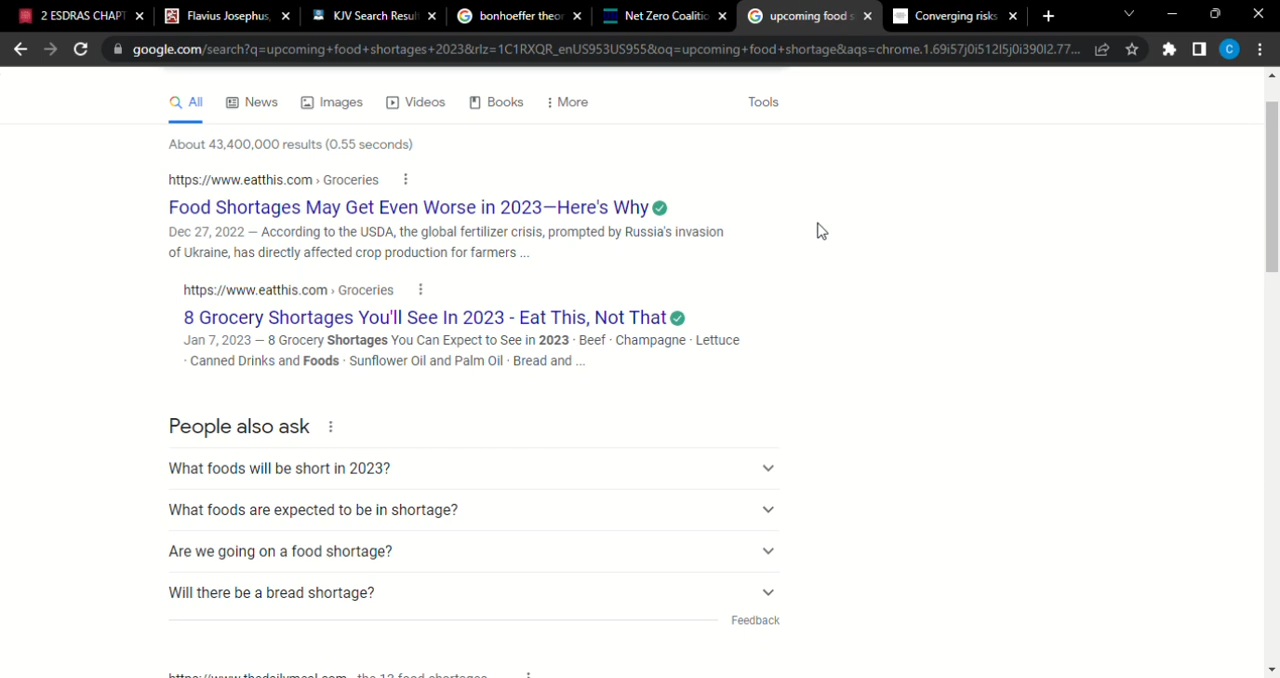 2 ESDRAS CHAPT
Flavius Josephus,
KJV Search Resul
bonhoeffer theor
Net Zero Coalitio
upcoming food s
Converging risks
google.com/search?q=upcoming+food+shortages+2023&rlz=1C1RXQR_enUS953US955&oq=upcoming+food+shortage&aqs=chrome.1.69i57j0i512l5j0i390l2.77...
C
All
News
Images
Videos
Books
More
Tools
About 43,400,000 results (0.55 seconds)
https://www.eatthis.com › Groceries
Food Shortages May Get Even Worse in 2023—Here's Why
Dec 27, 2022 — According to the USDA, the global fertilizer crisis, prompted by Russia's invasion
of Ukraine, has directly affected crop production for farmers ...
https://www.eatthis.com › Groceries
8 Grocery Shortages You'll See In 2023 - Eat This, Not That
Jan 7, 2023 — 8 Grocery Shortages You Can Expect to See in 2023 · Beef · Champagne · Lettuce
· Canned Drinks and Foods · Sunflower Oil and Palm Oil · Bread and ...
People also ask
What foods will be short in 2023?
What foods are expected to be in shortage?
Are we going on a food shortage?
Will there be a bread shortage?
Feedback
https://www.thedailymeal.com › the-12-food-shortages...